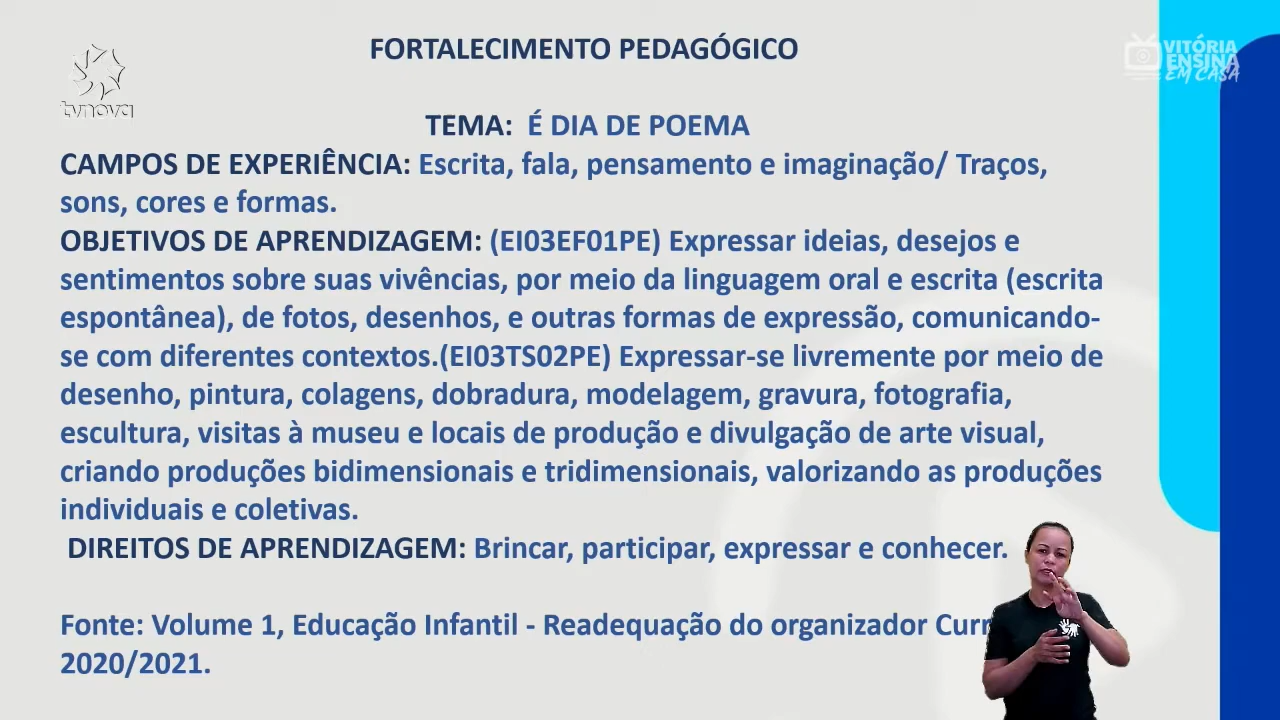 FORTALECIMENTO PEDAGÓGICO
tvnova
VITÓRIA
ENSINA
EM CASA
TEMA: É DIA DE POEMA
CAMPOS DE EXPERIÊNCIA: Escrita, fala, pensamento e imaginação/ Traços,
sons, cores e formas.
OBJETIVOS DE APRENDIZAGEM: (EI03EF01PE) Expressar ideias, desejos e
sentimentos sobre suas vivências, por meio da linguagem oral e escrita (escrita
espontânea), de fotos, desenhos, e outras formas de expressão, comunicando-
se com diferentes contextos.(EI03TS02PE) Expressar-se livremente por meio de
desenho, pintura, colagens, dobradura, modelagem, gravura, fotografia,
escultura, visitas à museu e locais de produção e divulgação de arte visual,
criando produções bidimensionais e tridimensionais, valorizando as produções
individuais e coletivas.
DIREITOS DE APRENDIZAGEM: Brincar, participar, expressar e conhecer.
Fonte: Volume 1, Educação Infantil - Readequação do organizador
2020/2021.